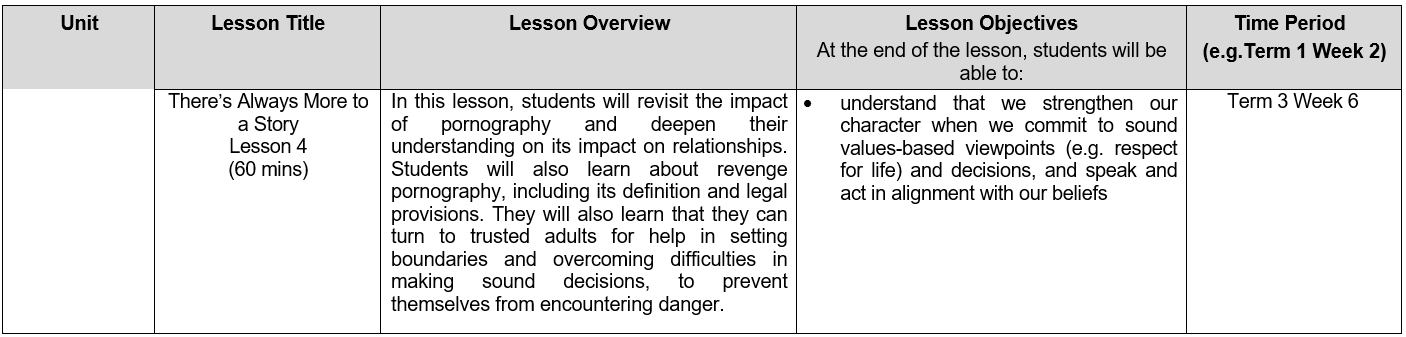 Unit
Lesson Title
Lesson Overview
Lesson Objectives
At the end of the lesson, students will be
able to:
Time Period
(e.g.Term 1 Week 2)
There’s Always More to
a Story
Lesson 4
(60 mins)
In this lesson, students will revisit the impact
of pornography and deepen their
understanding on its impact on relationships.
Students will also learn about revenge
pornography, including its definition and legal
provisions. They will also learn that they can
turn to trusted adults for help in setting
boundaries and overcoming difficulties in
making sound decisions, to prevent
themselves from encountering danger.
• understand that we strengthen our
character when we commit to sound
values-based viewpoints (e.g. respect
for life) and decisions, and speak and
act in alignment with our beliefs
Term 3 Week 6